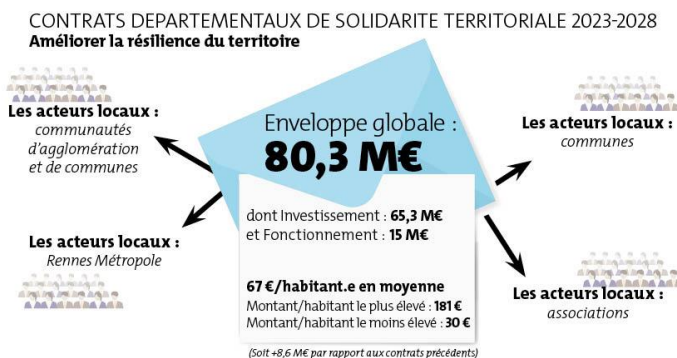 CONTRATS DEPARTEMENTAUX DE SOLIDARITE TERRITORIALE 2023-2028
Améliorer la résilience du territoire
Les acteurs locaux :
communautés
d'agglomération
et de communes
Les acteurs locaux :
Rennes Métropole
Enveloppe globale :
80,3 M€
dont Investissement : 65,3 M€
et Fonctionnement : 15 M€
67 €/habitant.e en moyenne
Montant/habitant le plus élevé : 181 €
Montant/habitant le moins élevé : 30 €
(Soit +8,6 M€ par rapport aux contrats précédents)
Les acteurs locaux :
communes
Les acteurs locaux :
associations